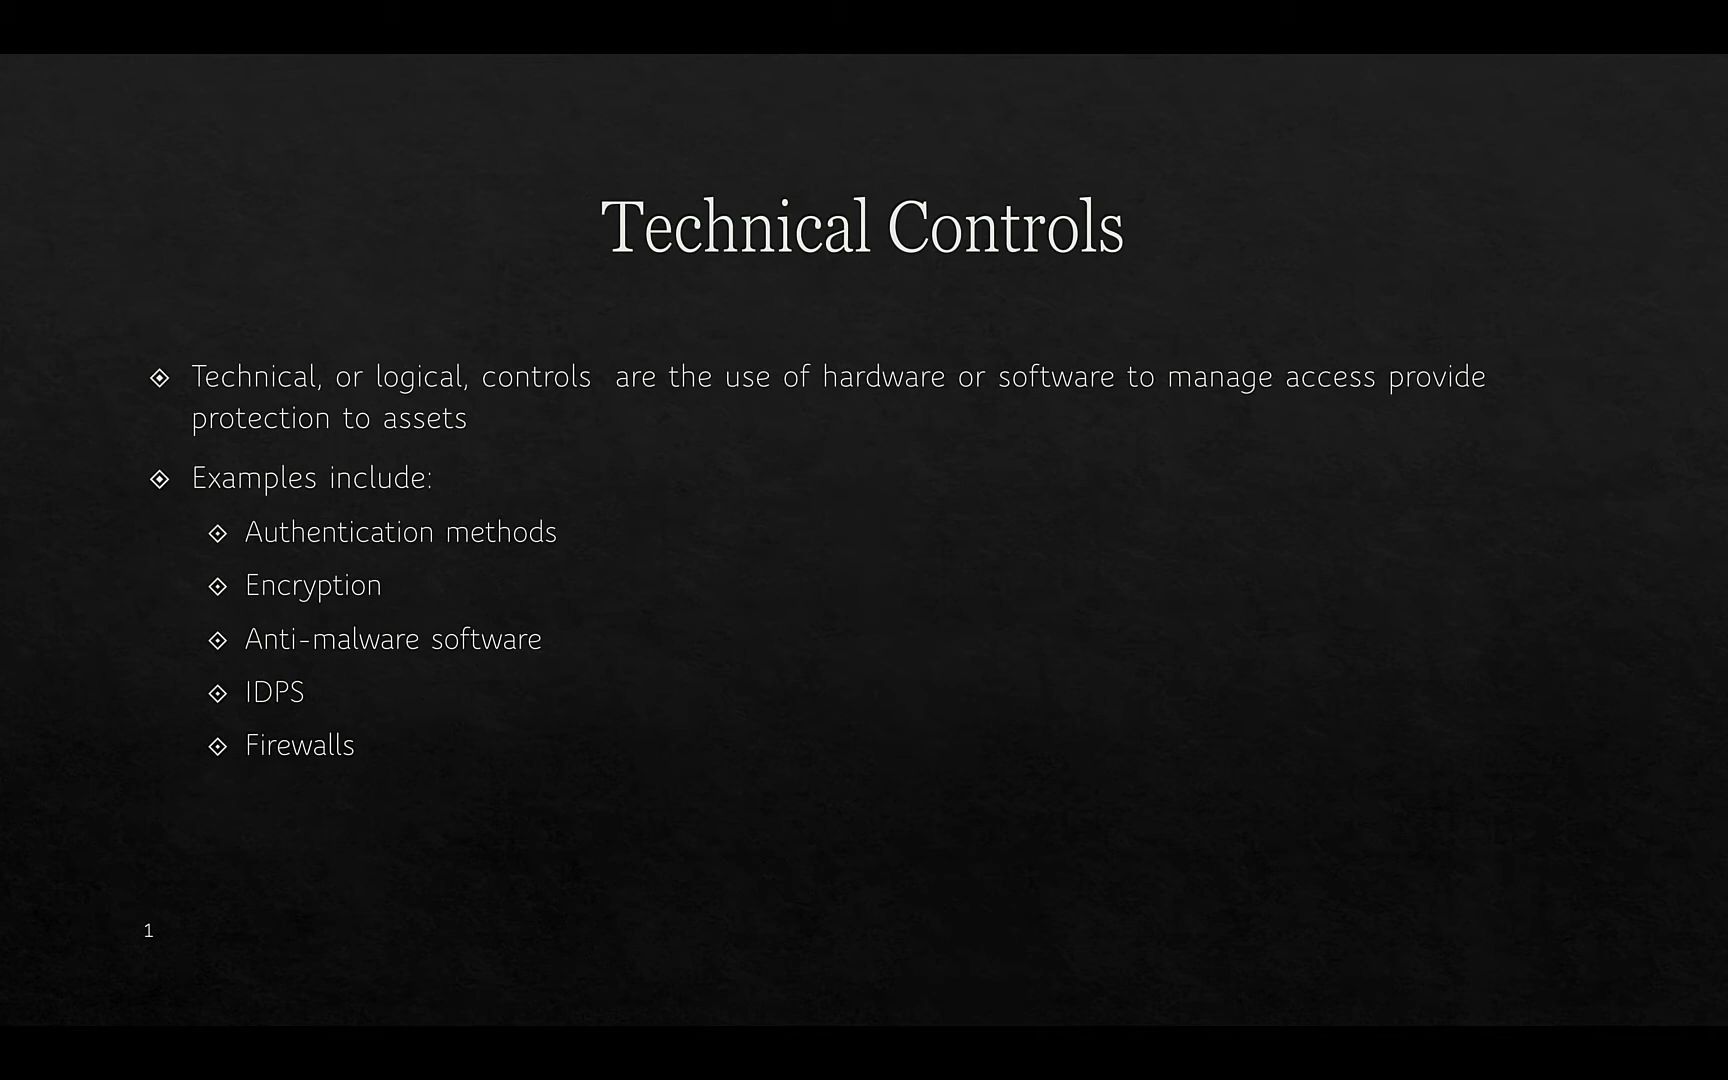 Technical Controls
Technical, or logical, controls  are the use of hardware or software to manage access provide
protection to assets
Examples include:
Authentication methods
Encryption
Anti-malware software
IDPS
Firewalls
1